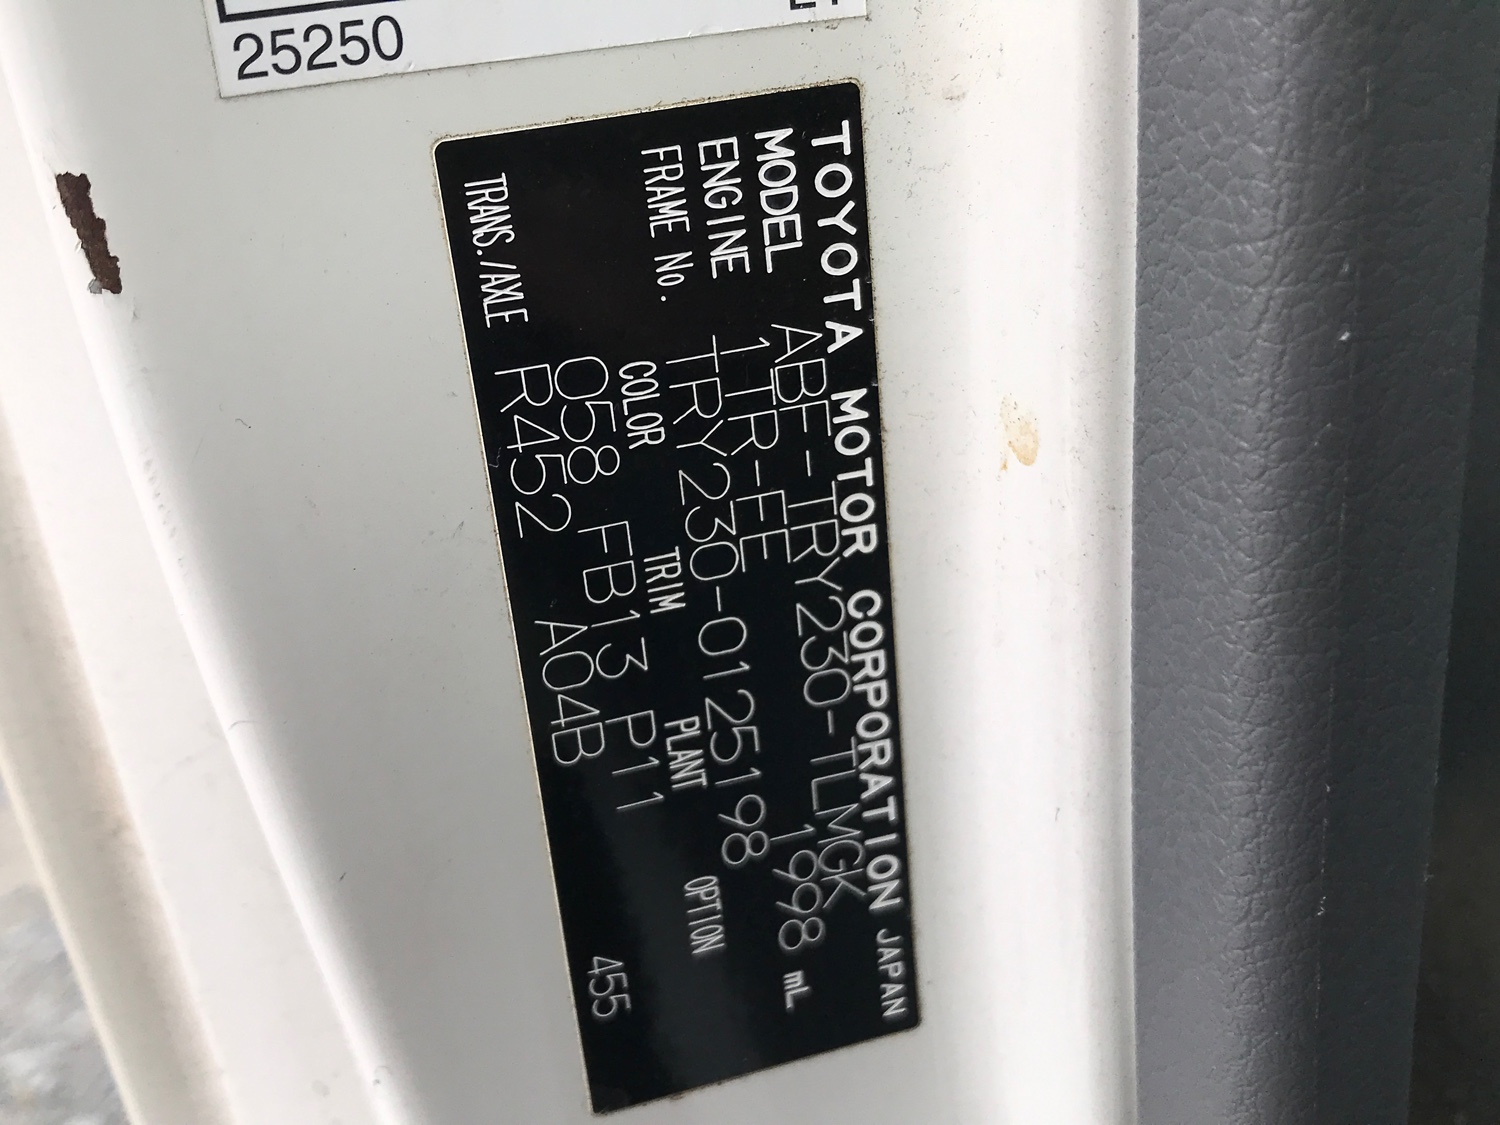 25250
TOYOTA MOTOR CORPORATION JAPAN
MODEL ABE-TRY230-TLMGK
ENGINE 1TR-FE 1998 mL
FRAME No. TRY230-0125198
COLOR TRIM PLANT OPTION
058 FB13 P11
TRANS./AXLE R452 A04B 455